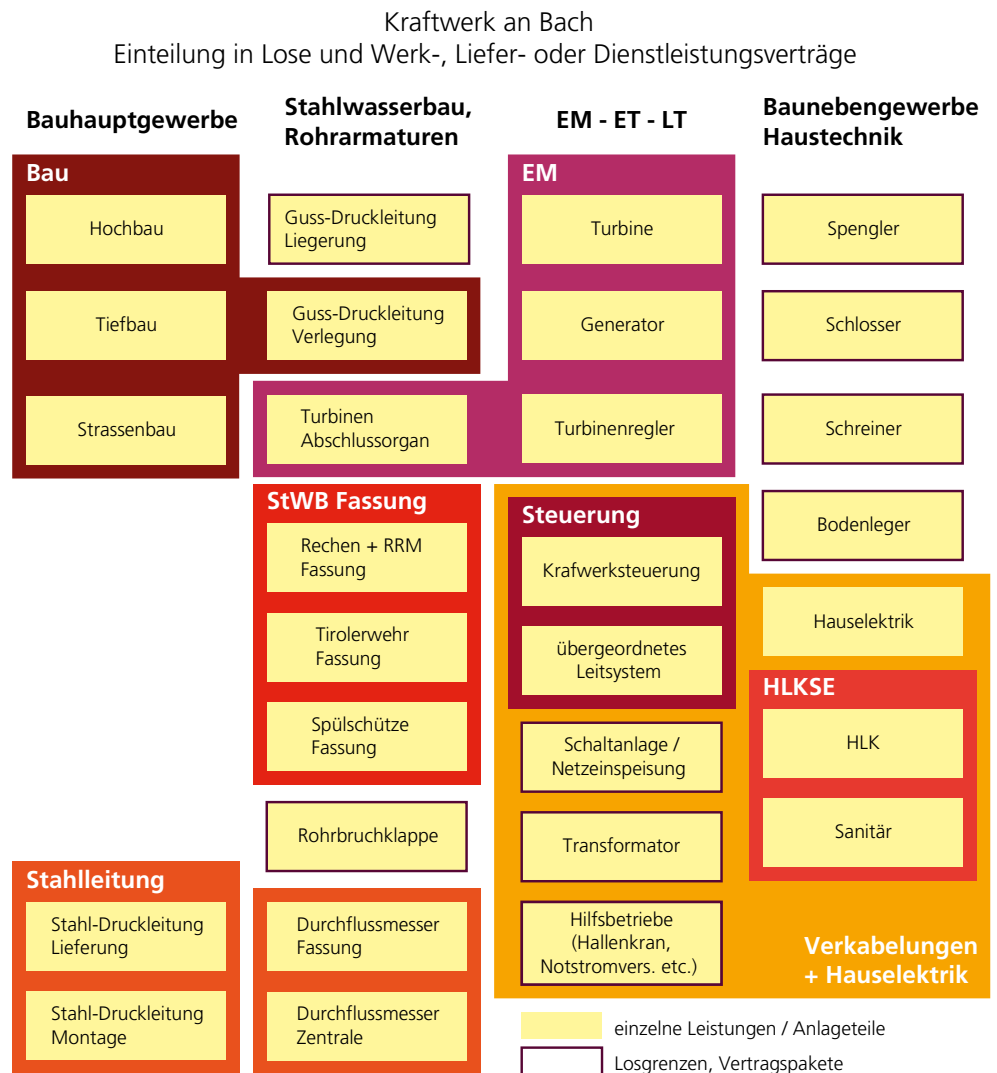 Kraftwerk an Bach
Einteilung in Lose und Werk-, Liefer- oder Dienstleistungsverträge
Bauhauptgewerbe
Stahlwasserbau,
Rohrarmaturen
EM - ET - LT
Baunebengewerbe
Haustechnik
Bau
Hochbau
Tiefbau
Strassenbau
Guss-Druckleitung
Liegerung
Guss-Druckleitung
Verlegung
EM
Turbine
Generator
Turbinenregler
Turbinen
Abschlussorgan
Spengler
Schlosser
Schreiner
Bodenleger
StWB Fassung
Rechen + RRM
Fassung
Tirolerwehr
Fassung
Spülschütze
Fassung
Rohrbruchklappe
Steuerung
Krafwerksteuerung
übergeordnetes
Leitsystem
Schaltanlage /
Netzeinspeisung
Transformator
Hilfsbetriebe
(Hallenkran,
Notstromvers. etc.)
Hauselektrik
HLKSE
HLK
Sanitär
Verkabelungen
+ Hauselektrik
Stahlleitung
Stahl-Druckleitung
Lieferung
Stahl-Druckleitung
Montage
Durchflussmesser
Fassung
Durchflussmesser
Zentrale
einzelne Leistungen / Anlageteile
Losgrenzen, Vertragspakete